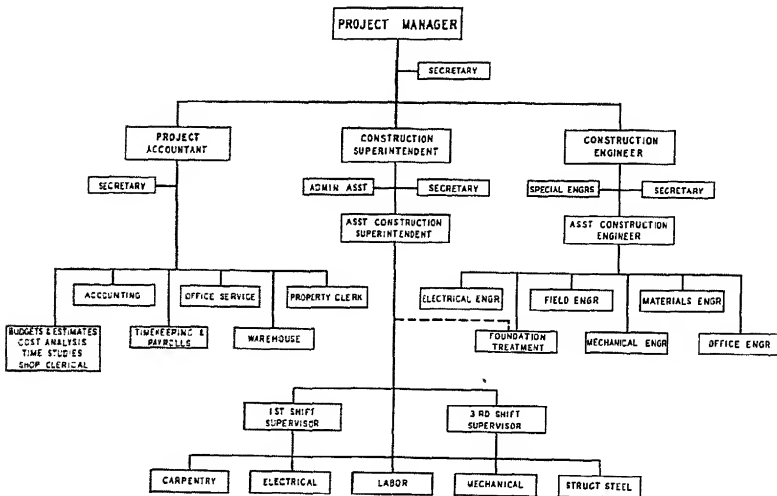 PROJECT MANAGER
SECRETARY
PROJECT
ACCOUNTANT
CONSTRUCTION
SUPERINTENDENT
CONSTRUCTION
ENGINEER
SECRETARY
ADMIN ASST
SECRETARY
SPECIAL ENGRS
SECRETARY
ASST CONSTRUCTION
SUPERINTENDENT
ASST CONSTRUCTION
ENGINEER
ACCOUNTING
OFFICE SERVICE
PROPERTY CLERK
ELECTRICAL ENGR
FIELD ENGR
MATERIALS ENGR
BUDGETS & ESTIMATES
COST ANALYSIS
TIME STUDIES
SHOP CLERICAL
TIMEKEEPING &
PAYROLLS
WAREHOUSE
FOUNDATION
TREATMENT
MECHANICAL ENGR
OFFICE ENGR
1ST SHIFT
SUPERVISOR
3RD SHIFT
SUPERVISOR
CARPENTRY
ELECTRICAL
LABOR
MECHANICAL
STRUCT STEEL